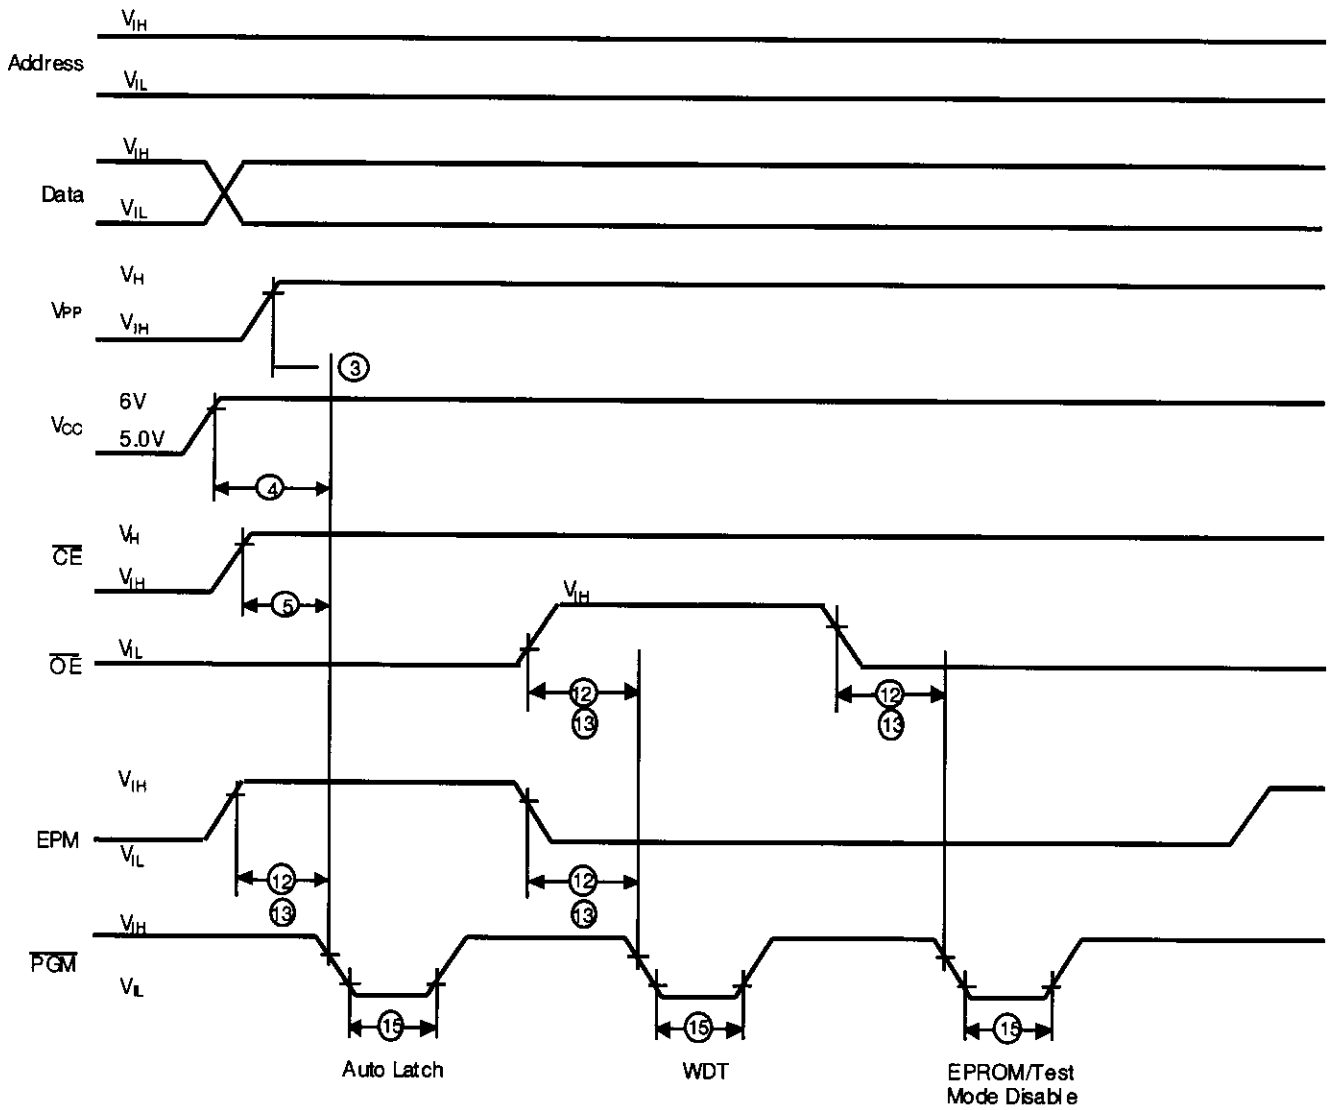 VIH
Address
VIL
VIH
Data
VIL
VH
VPP
VIH
3
6V
VCC
5.0V
4
VH
CE
VIH
5
VIH
VIL
OE
12 12
13 13
VIH
EPM
VIL
12 12
13 13
VIH
PGM
VIL
15 15 15
Auto Latch WDT EPROM/Test
Mode Disable